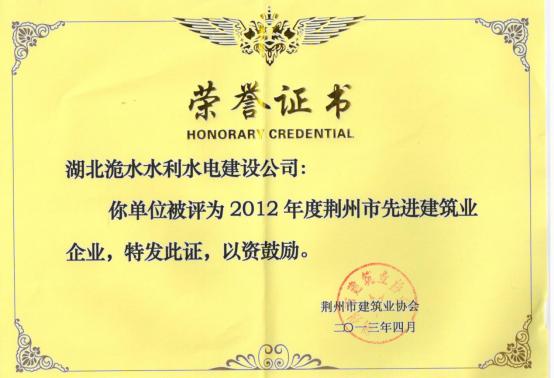 荣誉证书
HONORARY CREDENTIAL
湖北洈水水利水电建设公司：
你单位被评为2012年度荆州市先进建筑业
企业，特发此证，以资鼓励。
荆州市建筑业协会
二〇一三年四月